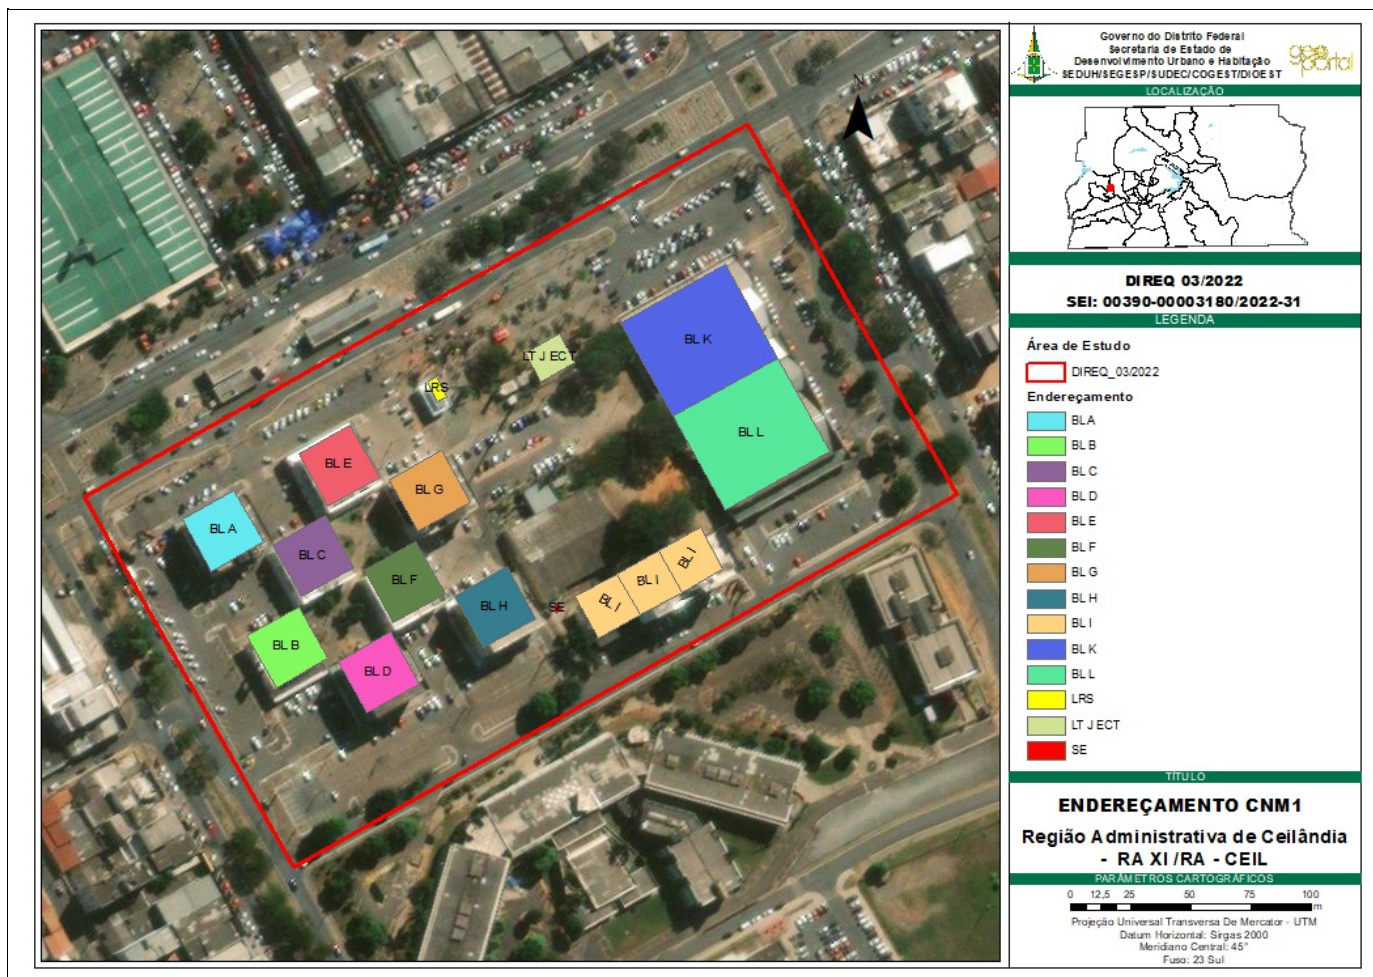 N
BL K
LT J ECT
LRS
BL L
BL E
BL G
BL A
BL C
BL I
BL I
BL F
BL I
BL H
SE
BL B
BL D
Governo do Distrito Federal
Secretaria de Estado de
Desenvolvimento Urbano e Habitação
SEDUH/SEGESP/SUDEC/COGEST/DIOEST
geo
portal
LOCALIZAÇÃO
DIREQ 03/2022
SEI: 00390-00003180/2022-31
LEGENDA
Área de Estudo
DIREQ_03/2022
Endereçamento
BL A
BL B
BL C
BL D
BL E
BL F
BL G
BL H
BL I
BL K
BL L
LRS
LT J ECT
SE
TÍTULO
ENDEREÇAMENTO CNM1
Região Administrativa de Ceilândia
- RA XI /RA - CEIL
PARÂMETROS CARTOGRÁFICOS
0 12,5 25 50 75 100
m
Projeção Universal Transversa De Mercator - UTM
Datum Horizontal: Sirgas 2000
Meridiano Central: 45°
Fuso: 23 Sul